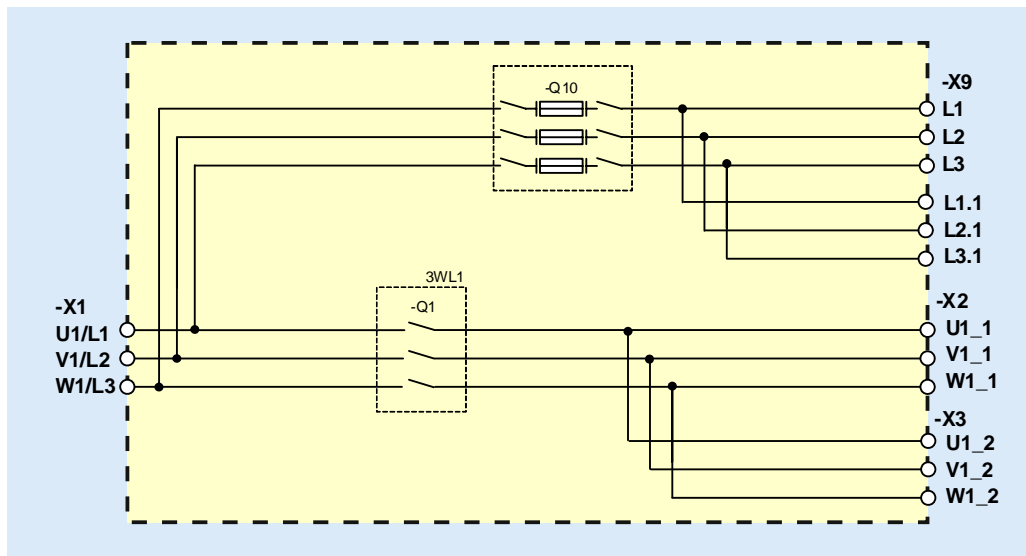 -Q10
-X9
L1
L2
L3
L1.1
L2.1
L3.1
3WL1
-Q1
-X1
U1/L1
V1/L2
W1/L3
-X2
U1_1
V1_1
W1_1
-X3
U1_2
V1_2
W1_2